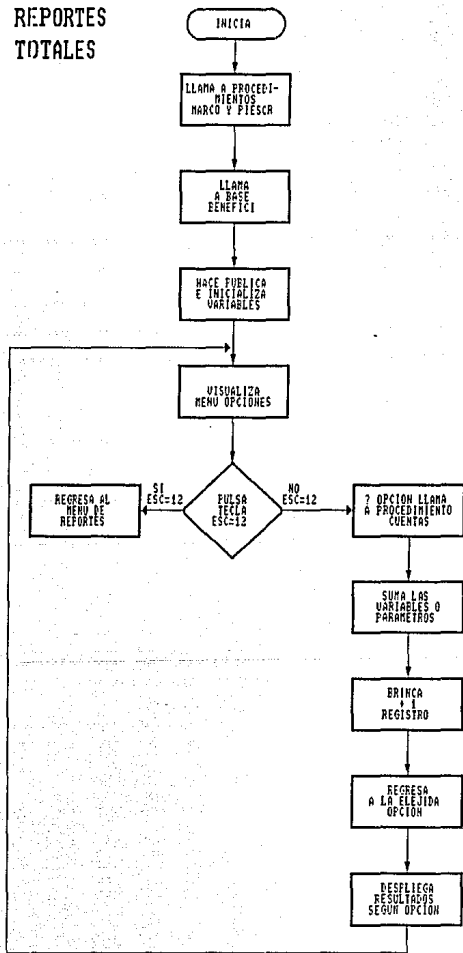 REPORTES
TOTALES
INICIA
LLAMA A PROCEDI-
MIENTOS
MARCO Y PIESCR
LLAMA
A BASE
BENEFICI
HACE PUBLICA
E INICIALIZA
VARIABLES
VISUALIZA
MENU OPCIONES
PULSA
TECLA
ESC=12
SI
ESC=12
NO
ESC=12
REGRESA AL
MENU DE
REPORTES
? OPCION LLAMA
A PROCEDIMIENTO
CUENTAS
SUMA LAS
VARIABLES O
PARAMETROS
BRINCA
+ 1
REGISTRO
REGRESA
A LA ELEJIDA
OPCION
DESPLIEGA
RESULTADOS
SEGUN OPCION